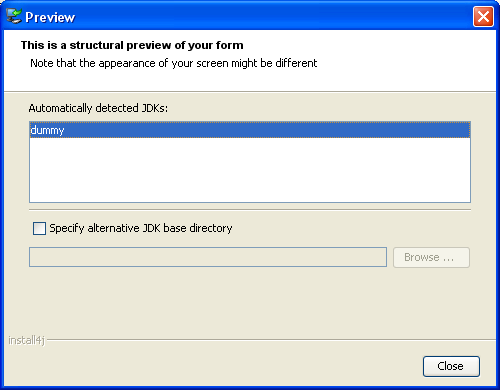 Preview
This is a structural preview of your form
Note that the appearance of your screen might be different
Automatically detected JDKs:
dummy
Specify alternative JDK base directory
Browse ...
install4j
Close